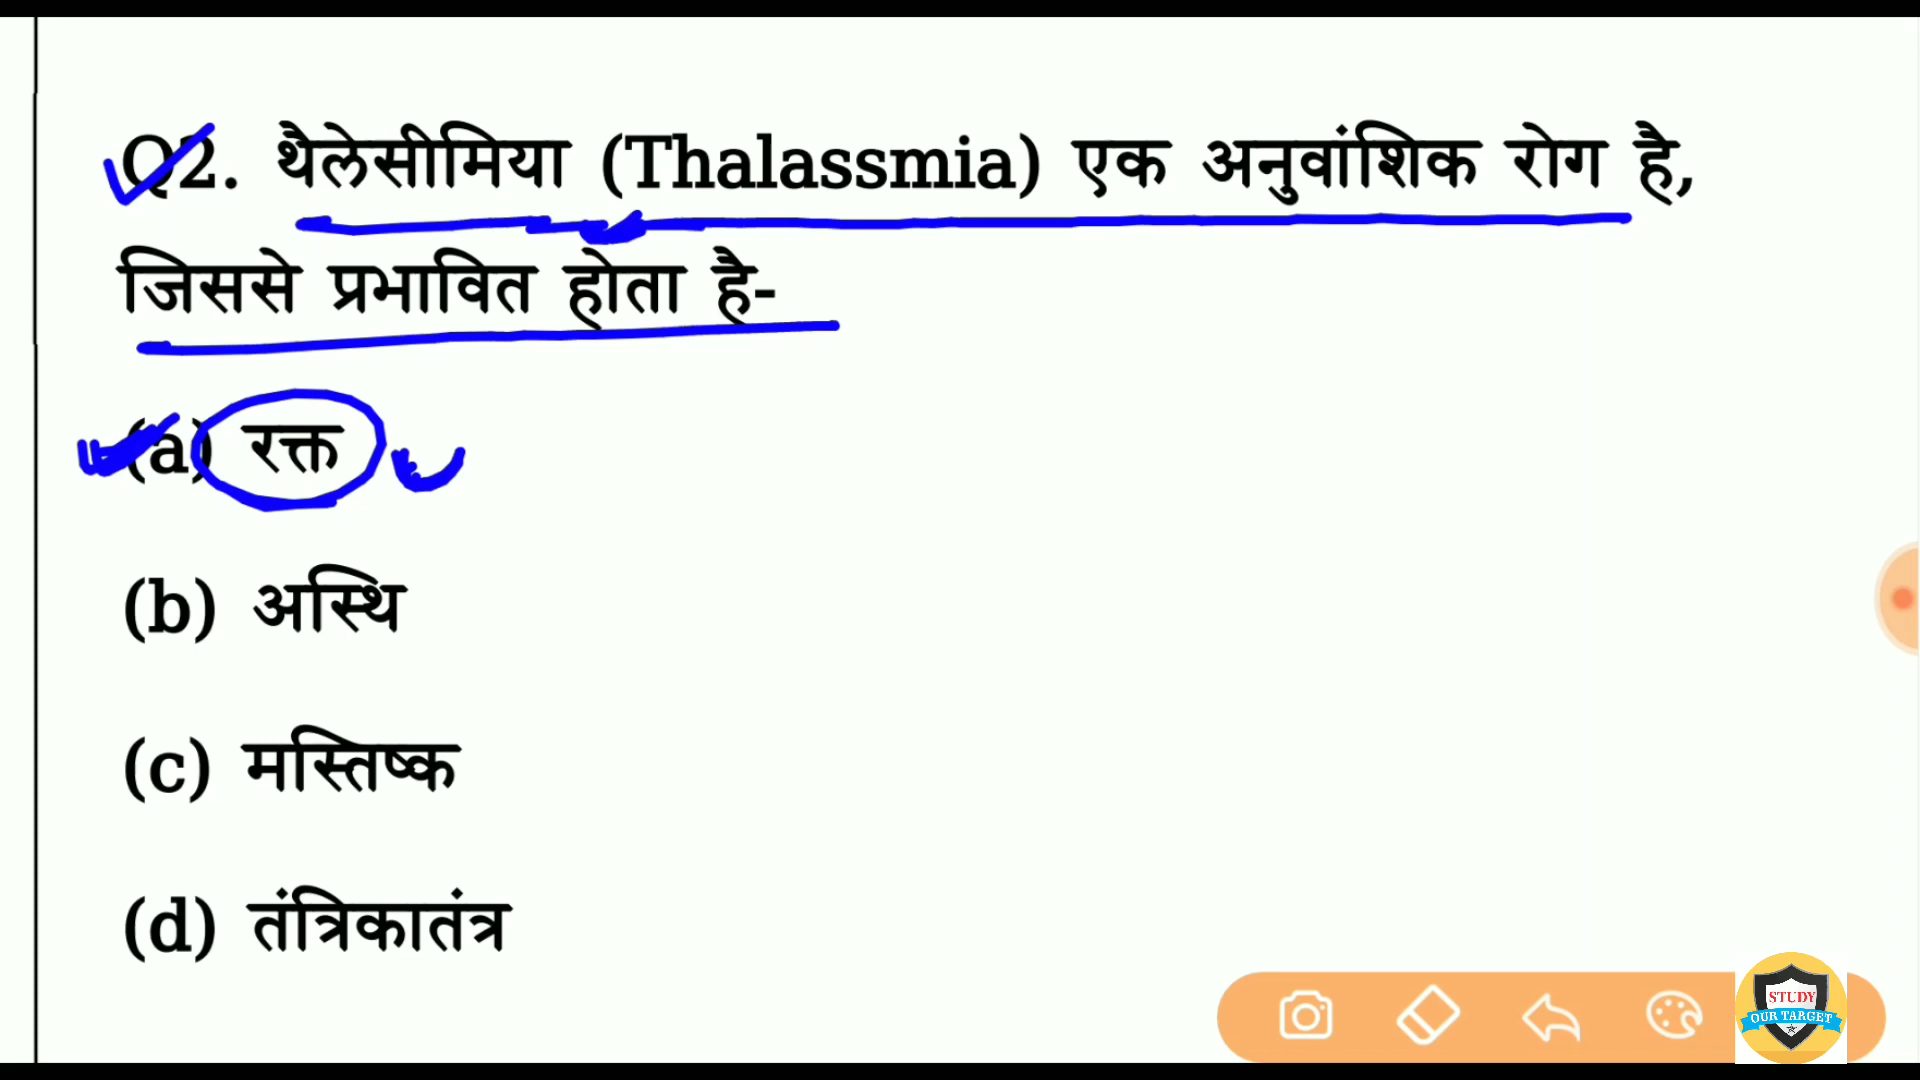 Q2. थैलेसीमिया (Thalassmia) एक अनुवांशिक रोग है,
जिससे प्रभावित होता है-
(a) रक्त
(b) अस्थि
(c) मस्तिष्क
(d) तंत्रिकातंत्र
STUDY
OUR TARGET